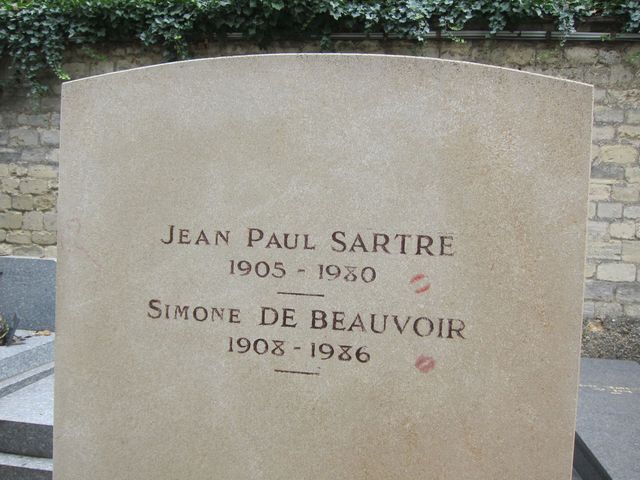 JEAN PAUL SARTRE
1905 - 1980
SIMONE DE BEAUVOIR
1908 - 1986